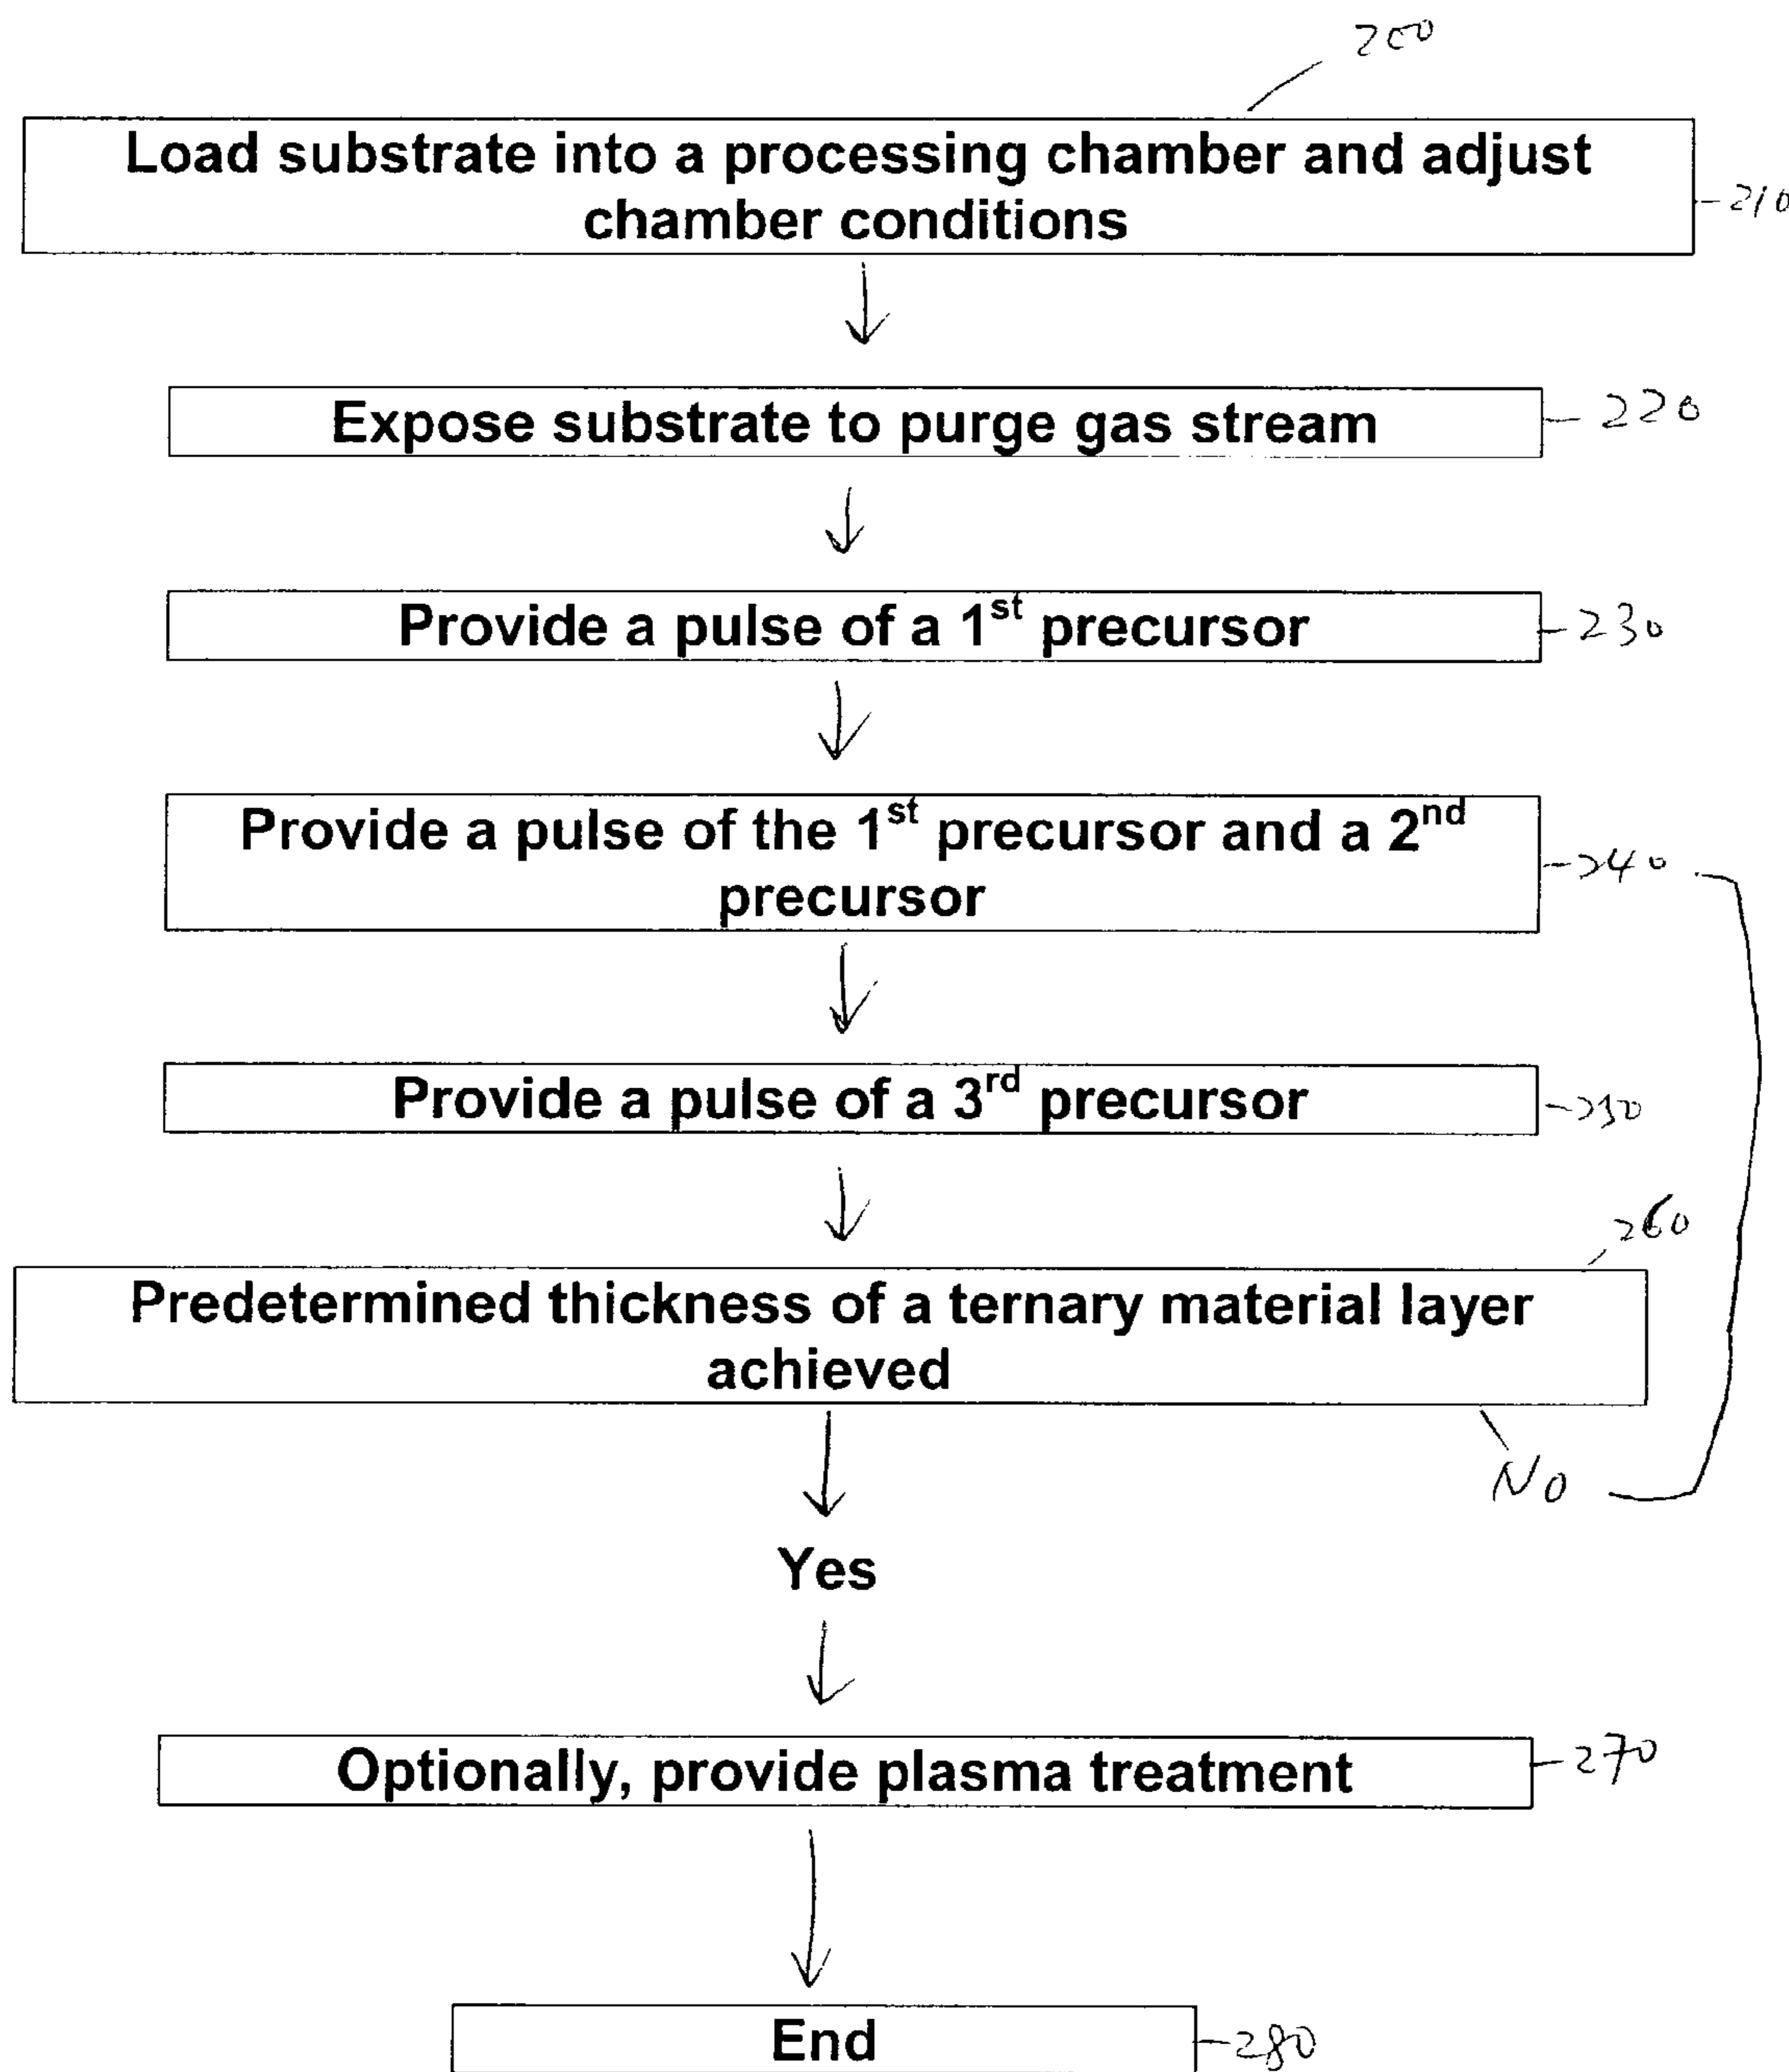 200
Load substrate into a processing chamber and adjust
chamber conditions
210
Expose substrate to purge gas stream
220
Provide a pulse of a 1st precursor
230
Provide a pulse of the 1st precursor and a 2nd
precursor
240
Provide a pulse of a 3rd precursor
250
Predetermined thickness of a ternary material layer
achieved
260
No
Yes
Optionally, provide plasma treatment
270
End
280